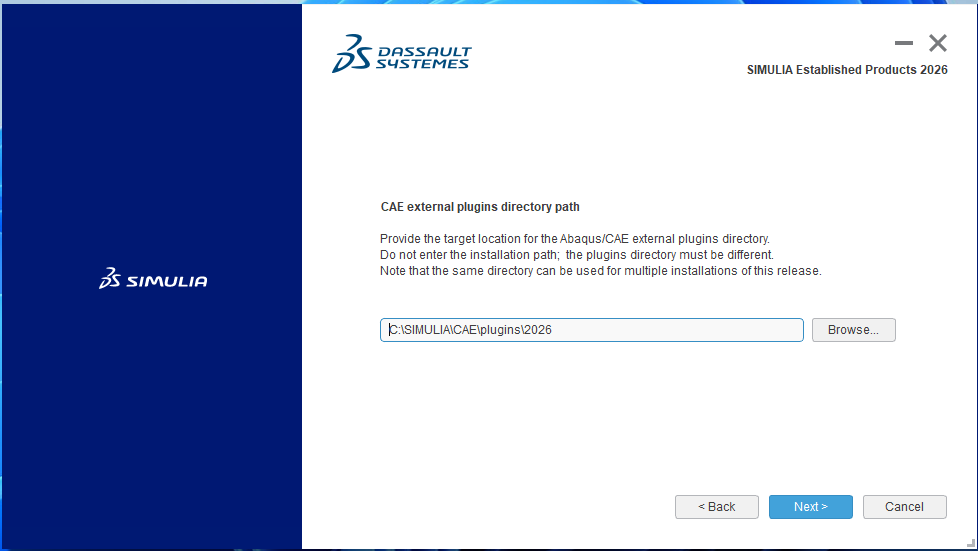 DASSAULT
SYSTEMES
SIMULIA Established Products 2026
SIMULIA
CAE external plugins directory path
Provide the target location for the Abaqus/CAE external plugins directory.
Do not enter the installation path;  the plugins directory must be different.
Note that the same directory can be used for multiple installations of this release.
C:\SIMULIA\CAE\plugins\2026
Browse...
< Back
Next >
Cancel